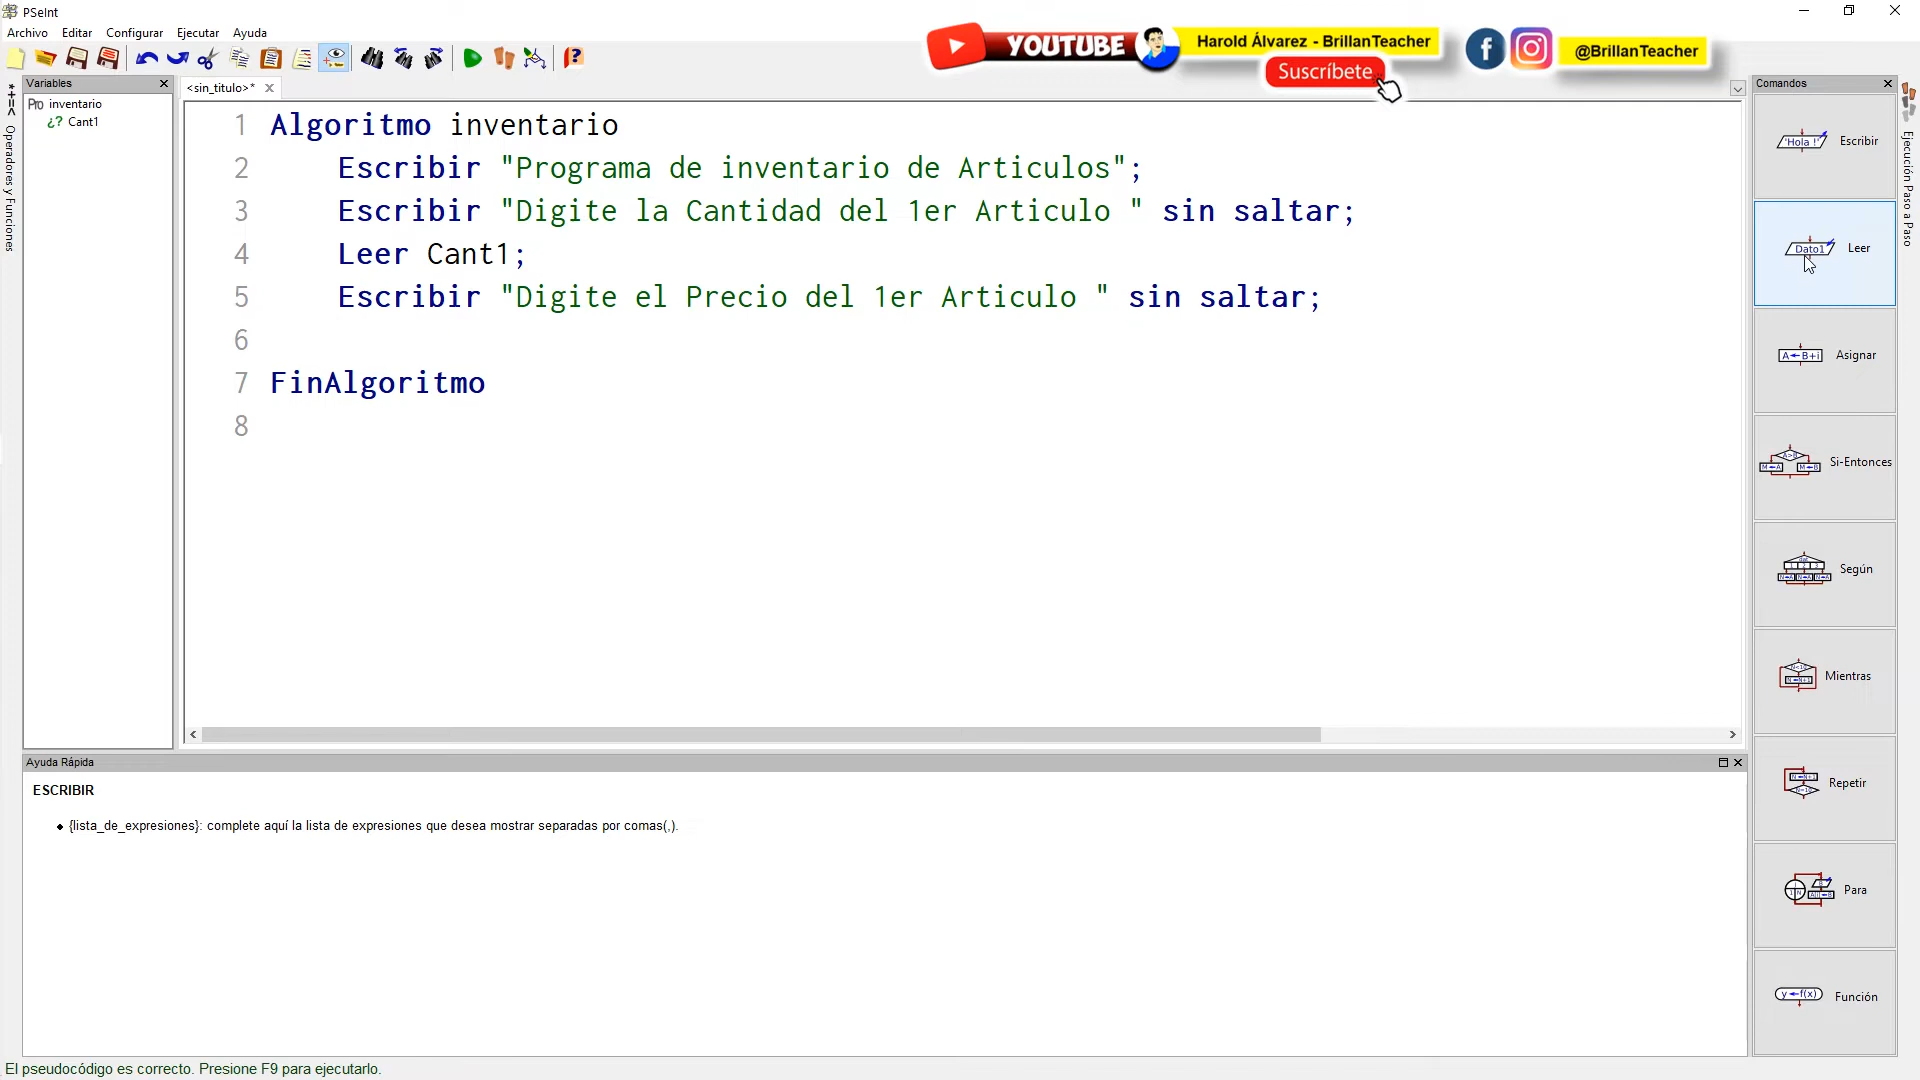 PSeInt
Archivo Editar Configurar Ejecutar Ayuda
YOUTUBE
Harold Álvarez - BrillanTeacher
Suscríbete
@BrillanTeacher
Variables
inventario
Cant1
Operadores y Funciones
<sin_titulo>*
1 Algoritmo inventario
2 Escribir "Programa de inventario de Articulos";
3 Escribir "Digite la Cantidad del 1er Articulo " sin saltar;
4 Leer Cant1;
5 Escribir "Digite el Precio del 1er Articulo " sin saltar;
6
7 FinAlgoritmo
8
Comandos
'Hola !' Escribir
Dato1 Leer
A←B+i Asignar
Si-Entonces
Según
Mientras
Repetir
Para
y←f(x) Función
Ejecución Paso a Paso
Ayuda Rápida
ESCRIBIR
{lista_de_expresiones}: complete aquí la lista de expresiones que desea mostrar separadas por comas(,).
El pseudocódigo es correcto. Presione F9 para ejecutarlo.